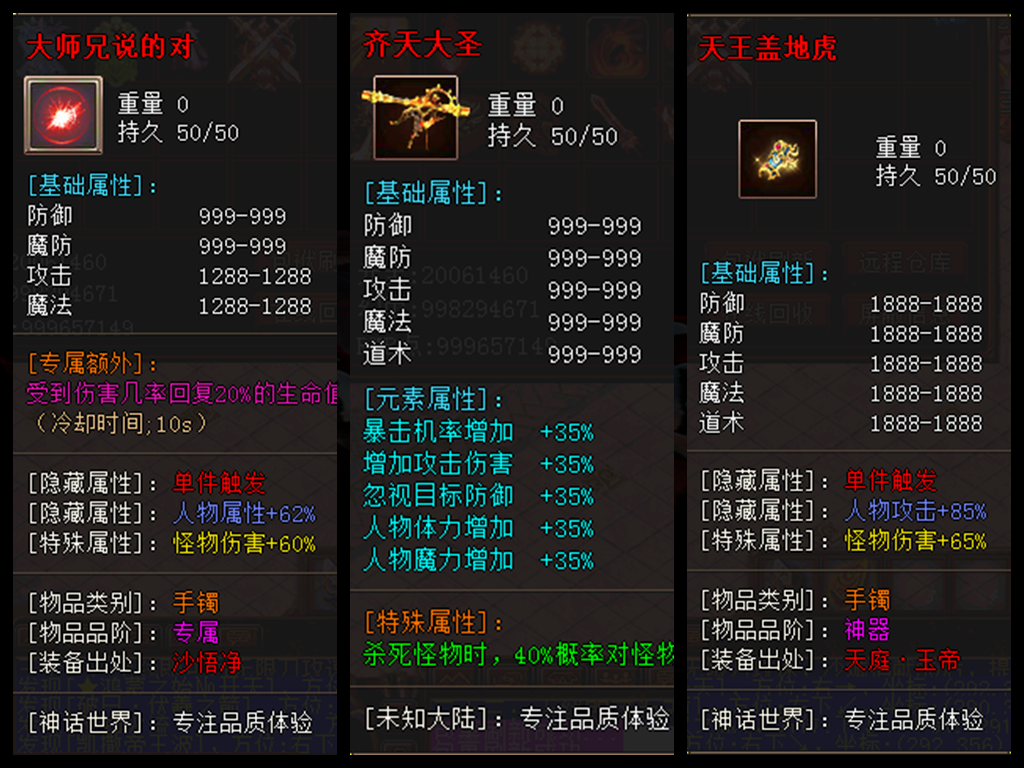 大师兄说的对
重量 0
持久 50/50
[基础属性]:
防御 999-999
魔防 999-999
攻击 1288-1288
魔法 1288-1288
[专属额外]:
受到伤害几率回复20%的生命值
（冷却时间;10s）
[隐藏属性]: 单件触发
[隐藏属性]: 人物属性+62%
[特殊属性]: 怪物伤害+60%
[物品类别]: 手镯
[物品品阶]: 专属
[装备出处]: 沙悟净
[神话世界]: 专注品质体验
齐天大圣
重量 0
持久 50/50
[基础属性]:
防御 999-999
魔防 999-999
攻击 999-999
魔法 999-999
道术 999-999
[元素属性]:
暴击机率增加 +35%
增加攻击伤害 +35%
忽视目标防御 +35%
人物体力增加 +35%
人物魔力增加 +35%
[特殊属性]:
杀死怪物时, 40%概率对怪物
[未知大陆]: 专注品质体验
天王盖地虎
重量 0
持久 50/50
[基础属性]:
防御 1888-1888
魔防 1888-1888
攻击 1888-1888
魔法 1888-1888
道术 1888-1888
[隐藏属性]: 单件触发
[隐藏属性]: 人物攻击+85%
[特殊属性]: 怪物伤害+65%
[物品类别]: 手镯
[物品品阶]: 神器
[装备出处]: 天庭·玉帝
[神话世界]: 专注品质体验